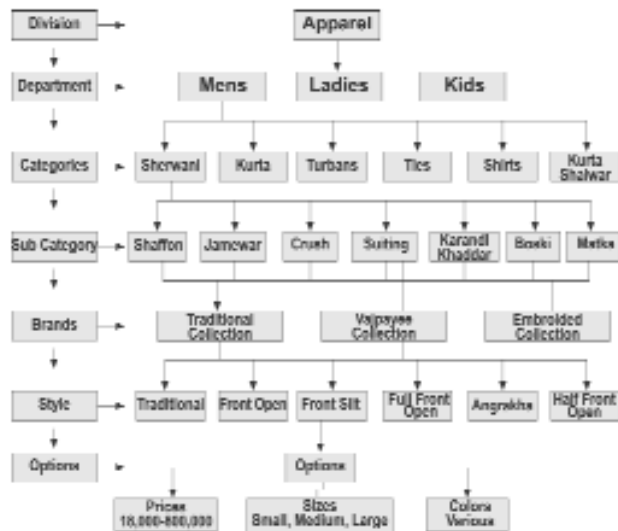 Division
Apparel
Department
Mens
Ladies
Kids
Categories
Sherwani
Kurta
Turbans
Ties
Shirts
Kurta
Shalwar
Sub Category
Shaffon
Jamewar
Crush
Suiting
Karandi
Khaddar
Boski
Matka
Brands
Traditional
Collection
Vajpayee
Collection
Embroided
Collection
Style
Traditional
Front Open
Front Slit
Full Front
Open
Angrakha
Half Front
Open
Options
Options
Prices
18,000-800,000
Sizes
Small, Medium, Large
Colors
Various